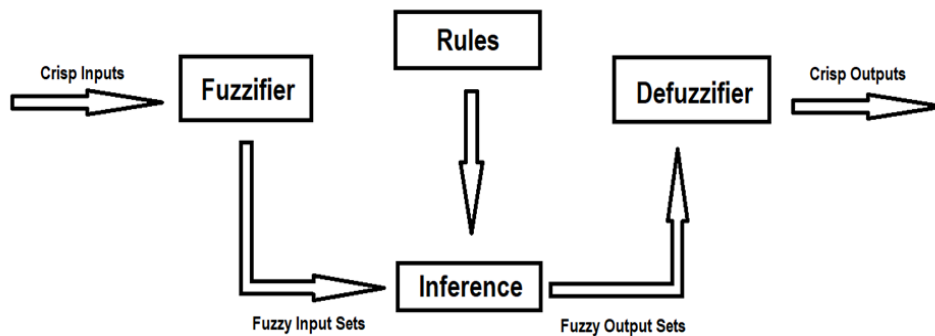 Rules
Crisp Inputs
Fuzzifier
Defuzzifier
Crisp Outputs
Inference
Fuzzy Input Sets
Fuzzy Output Sets